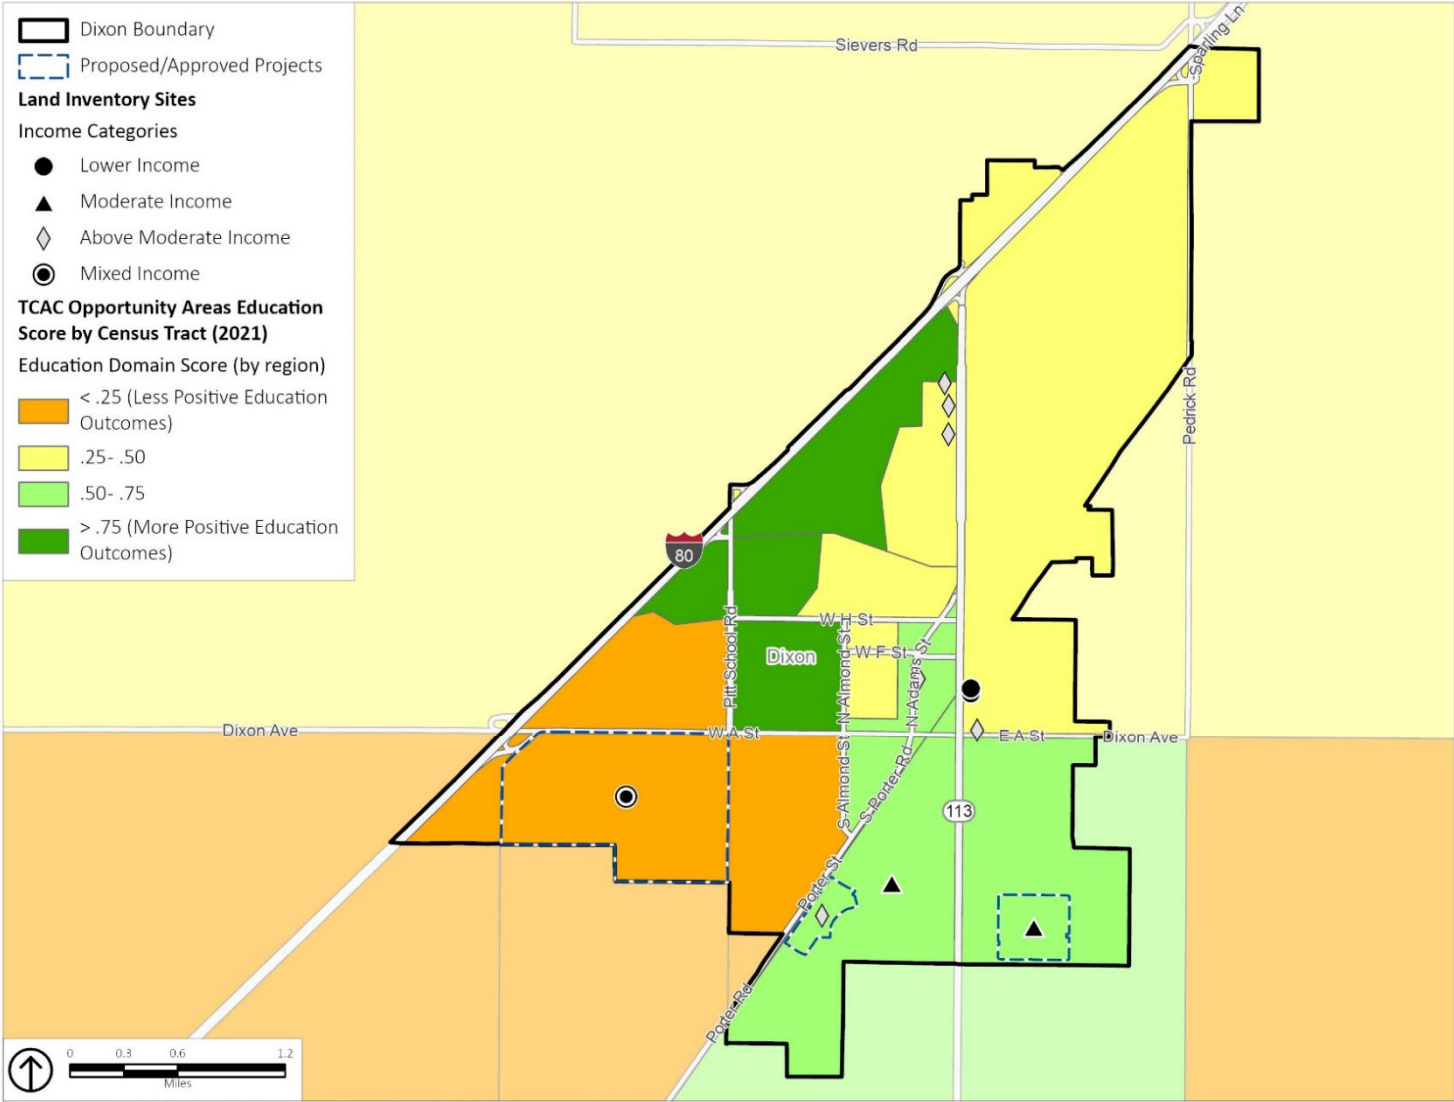 Dixon Boundary
Proposed/Approved Projects
Land Inventory Sites
Income Categories
Lower Income
Moderate Income
Above Moderate Income
Mixed Income
TCAC Opportunity Areas Education
Score by Census Tract (2021)
Education Domain Score (by region)
< .25 (Less Positive Education
Outcomes)
.25- .50
.50- .75
> .75 (More Positive Education
Outcomes)
Sievers Rd
Sparling Ln
Pedrick Rd
80
Pitt School Rd
W H St
N Almond St
W F St
Dixon
N Adams St
Dixon Ave
W A St
E A St
Dixon Ave
S Almond St
S Porter Rd
113
Porter St
Porter Rd
0 0.3 0.6 1.2
Miles